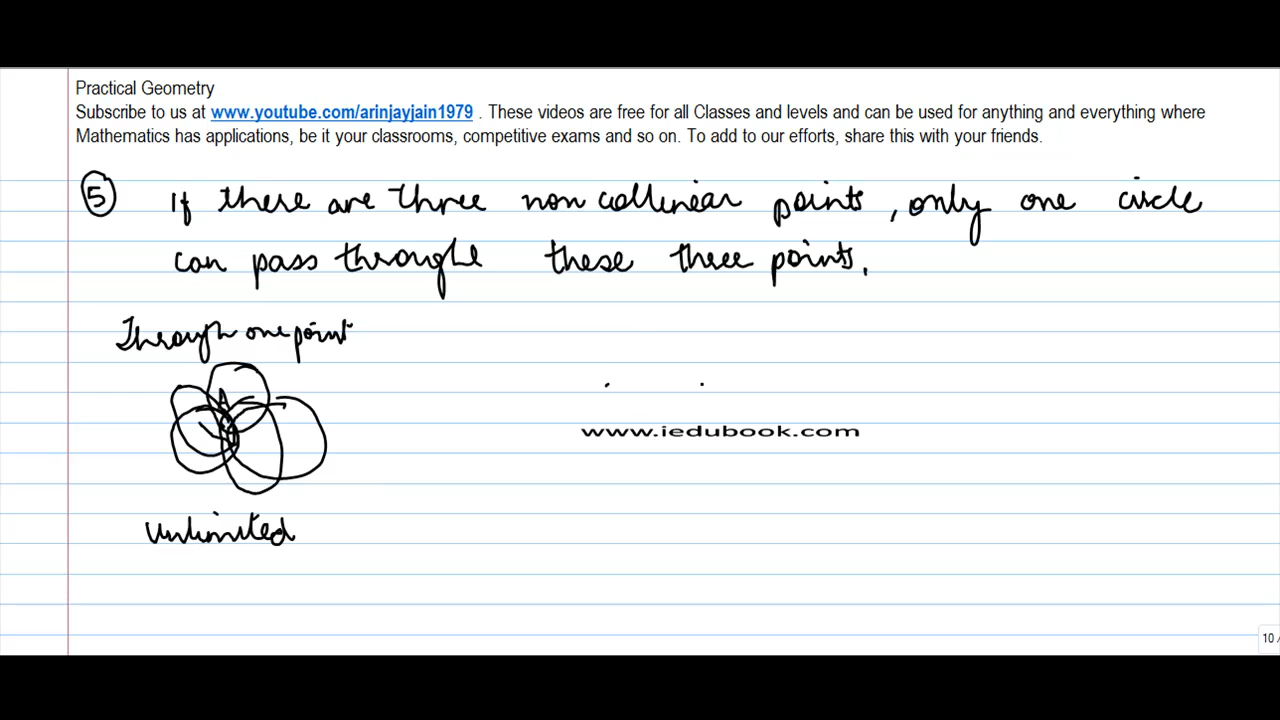 Practical Geometry
Subscribe to us at www.youtube.com/arinjayjain1979 . These videos are free for all Classes and levels and can be used for anything and everything where
Mathematics has applications, be it your classrooms, competitive exams and so on. To add to our efforts, share this with your friends.
5 If there are three non collinear points, only one circle
can pass through these three points.
Through one point
A
www.iedubook.com
Unlimited
10 /